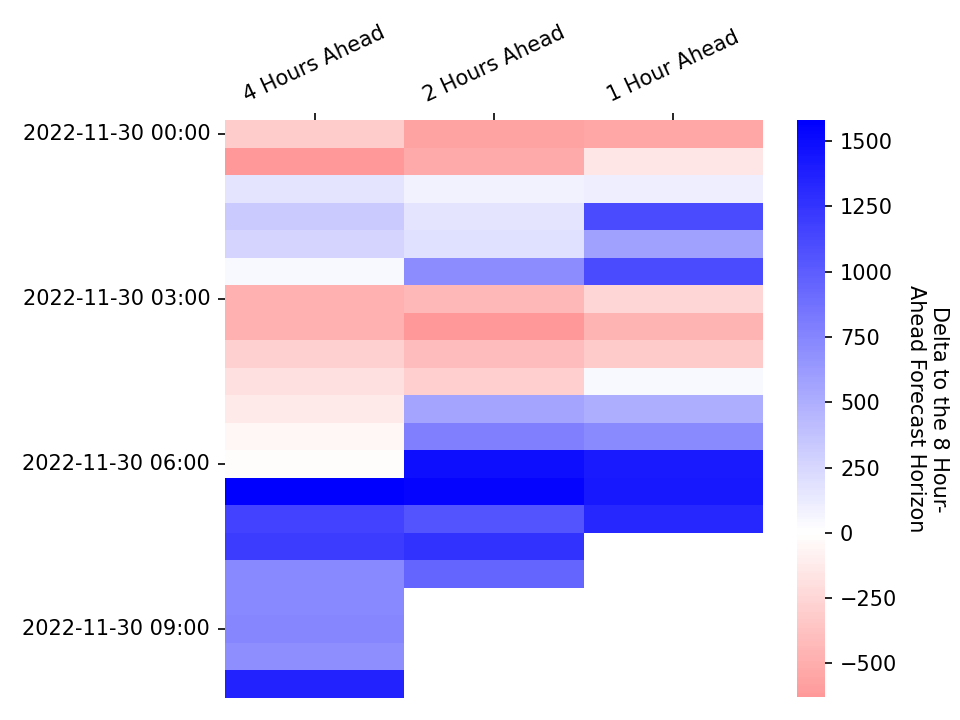 4 Hours Ahead
2 Hours Ahead
1 Hour Ahead
2022-11-30 00:00
2022-11-30 03:00
2022-11-30 06:00
2022-11-30 09:00
1500
1250
1000
750
500
250
0
−250
−500
Delta to the 8 Hour-
Ahead Forecast Horizon